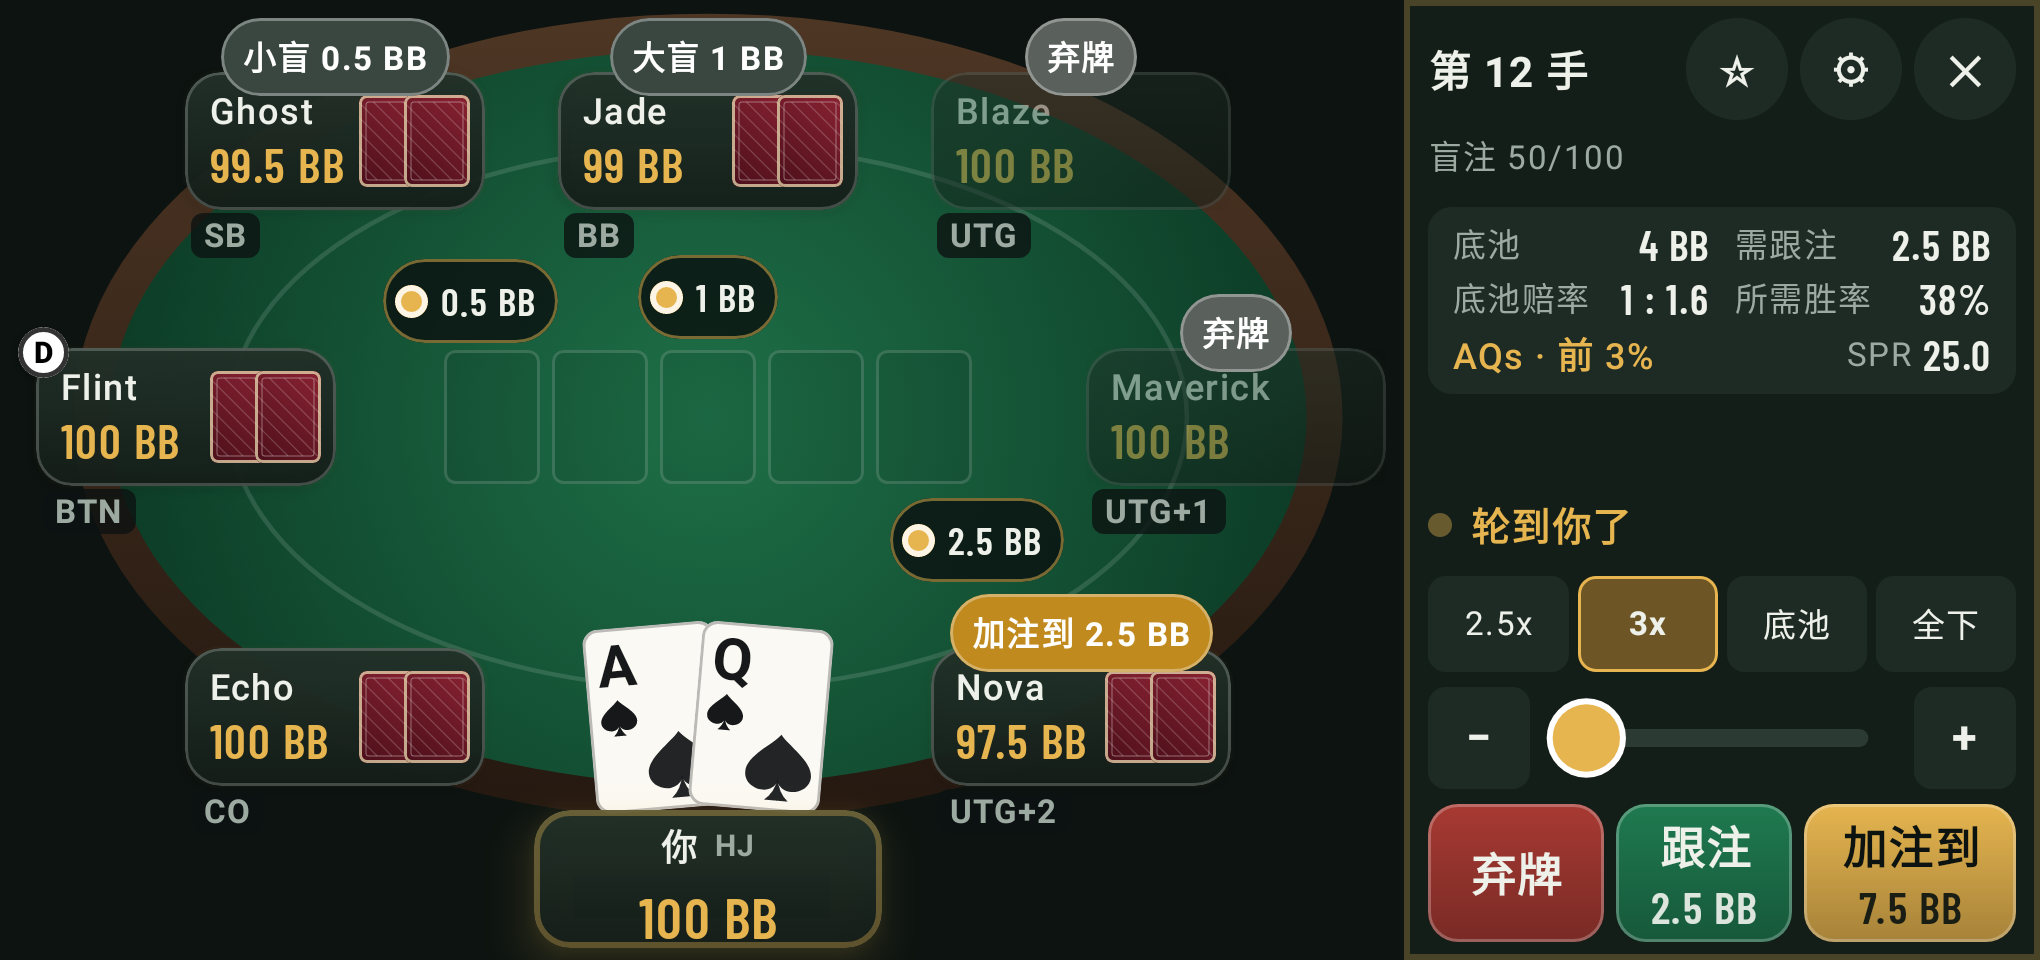 小盲 0.5 BB
大盲 1 BB
弃牌
Ghost
99.5 BB
SB
Jade
99 BB
BB
Blaze
100 BB
UTG
0.5 BB
1 BB
D
Flint
100 BB
BTN
弃牌
Maverick
100 BB
UTG+1
2.5 BB
加注到 2.5 BB
Echo
100 BB
CO
A
Q
Nova
97.5 BB
UTG+2
你 HJ
100 BB
第 12 手
盲注 50/100
底池 4 BB 需跟注 2.5 BB
底池赔率 1 : 1.6 所需胜率 38%
AQs · 前 3% SPR 25.0
轮到你了
2.5x 3x 底池 全下
− +
弃牌
跟注
2.5 BB
加注到
7.5 BB